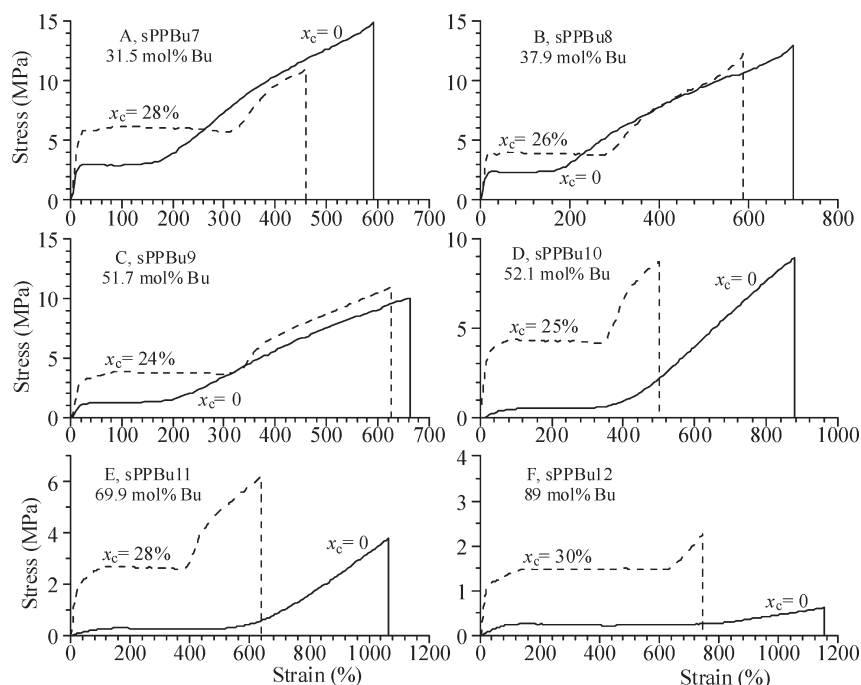 15
10
5
0
Stress (MPa)
A, sPPBu7
31.5 mol% Bu
xc= 0
xc= 28%
0 100 200 300 400 500 600 700
15
10
5
0
B, sPPBu8
37.9 mol% Bu
xc= 26%
xc= 0
0 200 400 600 800
15
10
5
0
Stress (MPa)
C, sPPBu9
51.7 mol% Bu
xc= 24%
xc= 0
0 100 200 300 400 500 600 700
10
5
0
D, sPPBu10
52.1 mol% Bu
xc= 0
xc= 25%
0 200 400 600 800 1000
6
4
2
0
Stress (MPa)
E, sPPBu11
69.9 mol% Bu
xc= 28%
xc= 0
0 200 400 600 800 1000 1200
Strain (%)
4
3
2
1
0
F, sPPBu12
89 mol% Bu
xc= 30%
xc= 0
0 200 400 600 800 1000 1200
Strain (%)